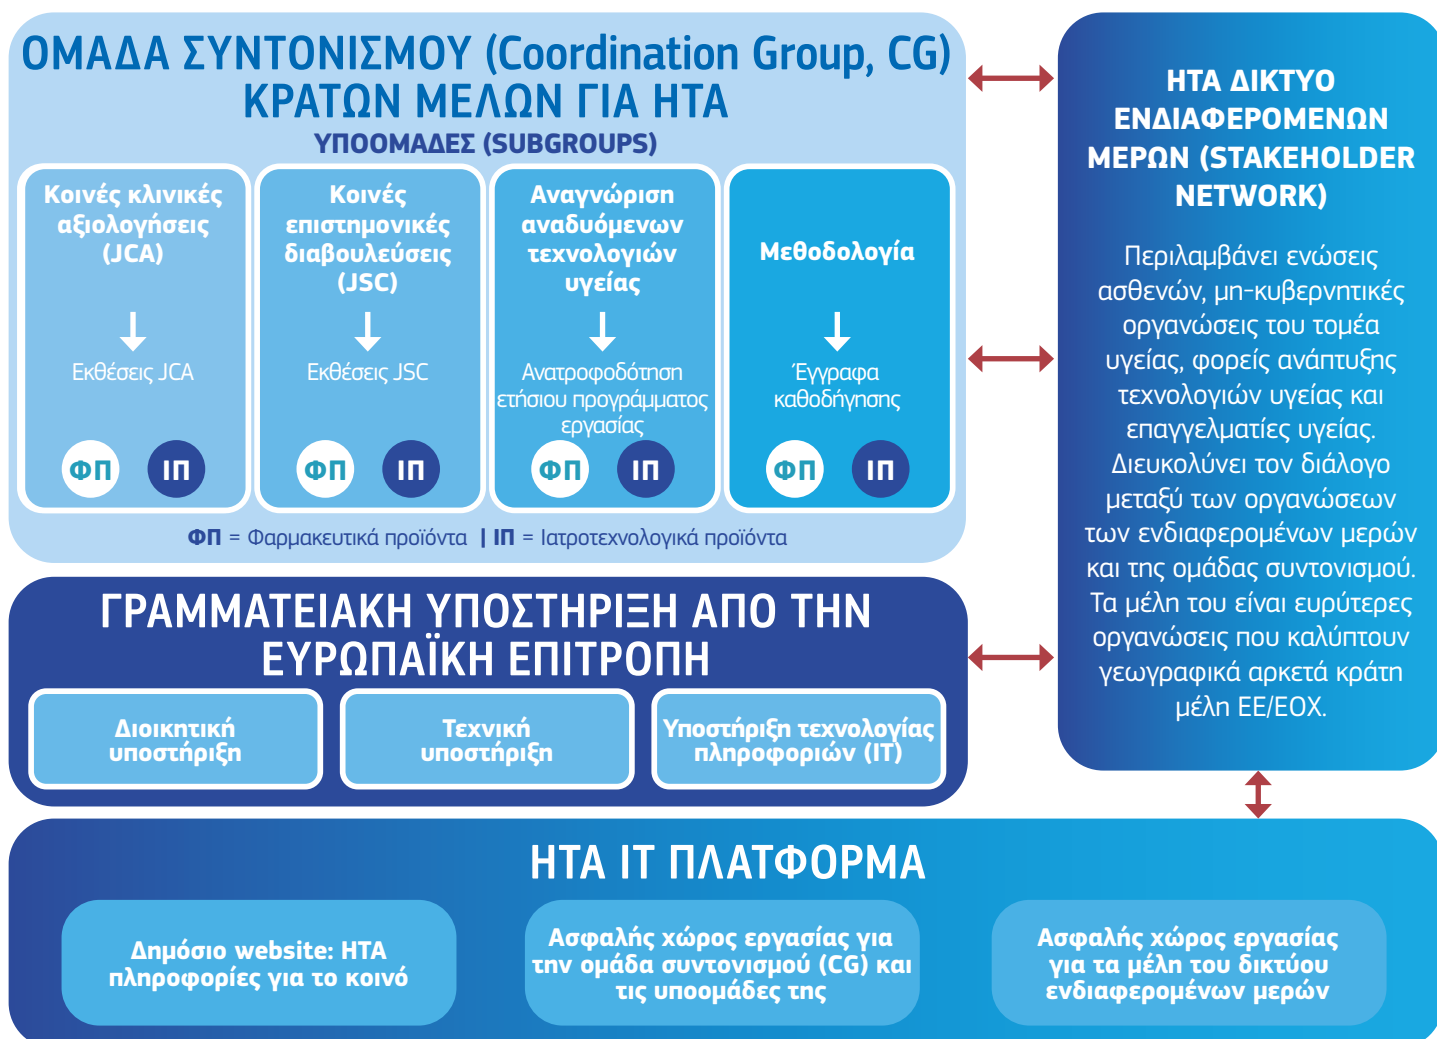 ΟΜΑΔΑ ΣΥΝΤΟΝΙΣΜΟΥ (Coordination Group, CG)
ΚΡΑΤΩΝ ΜΕΛΩΝ ΓΙΑ HTA
ΥΠΟΟΜΑΔΕΣ (SUBGROUPS)
Κοινές κλινικές
αξιολογήσεις
(JCA)
Εκθέσεις JCA
ΦΠ ΙΠ
Κοινές
επιστημονικές
διαβουλεύσεις
(JSC)
Εκθέσεις JSC
ΦΠ ΙΠ
Αναγνώριση
αναδυόμενων
τεχνολογιών
υγείας
Ανατροφοδότηση
ετήσιου προγράμματος
εργασίας
ΦΠ ΙΠ
Μεθοδολογία
Έγγραφα
καθοδήγησης
ΦΠ ΙΠ
ΦΠ = Φαρμακευτικά προϊόντα | ΙΠ = Ιατροτεχνολογικά προϊόντα
HTA ΔΙΚΤΥΟ
ΕΝΔΙΑΦΕΡΟΜΕΝΩΝ
ΜΕΡΩΝ (STAKEHOLDER
NETWORK)
Περιλαμβάνει ενώσεις
ασθενών, μη-κυβερνητικές
οργανώσεις του τομέα
υγείας, φορείς ανάπτυξης
τεχνολογιών υγείας και
επαγγελματίες υγείας.
Διευκολύνει τον διάλογο
μεταξύ των οργανώσεων
των ενδιαφερομένων μερών
και της ομάδας συντονισμού.
Τα μέλη του είναι ευρύτερες
οργανώσεις που καλύπτουν
γεωγραφικά αρκετά κράτη
μέλη ΕΕ/ΕΟΧ.
ΓΡΑΜΜΑΤΕΙΑΚΗ ΥΠΟΣΤΗΡΙΞΗ ΑΠΟ ΤΗΝ
ΕΥΡΩΠΑΪΚΗ ΕΠΙΤΡΟΠΗ
Διοικητική
υποστήριξη
Τεχνική
υποστήριξη
Υποστήριξη τεχνολογίας
πληροφοριών (IT)
HTA IT ΠΛΑΤΦΟΡΜΑ
Δημόσιο website: HTA
πληροφορίες για το κοινό
Ασφαλής χώρος εργασίας για
την ομάδα συντονισμού (CG) και
τις υποομάδες της
Ασφαλής χώρος εργασίας
για τα μέλη του δικτύου
ενδιαφερομένων μερών